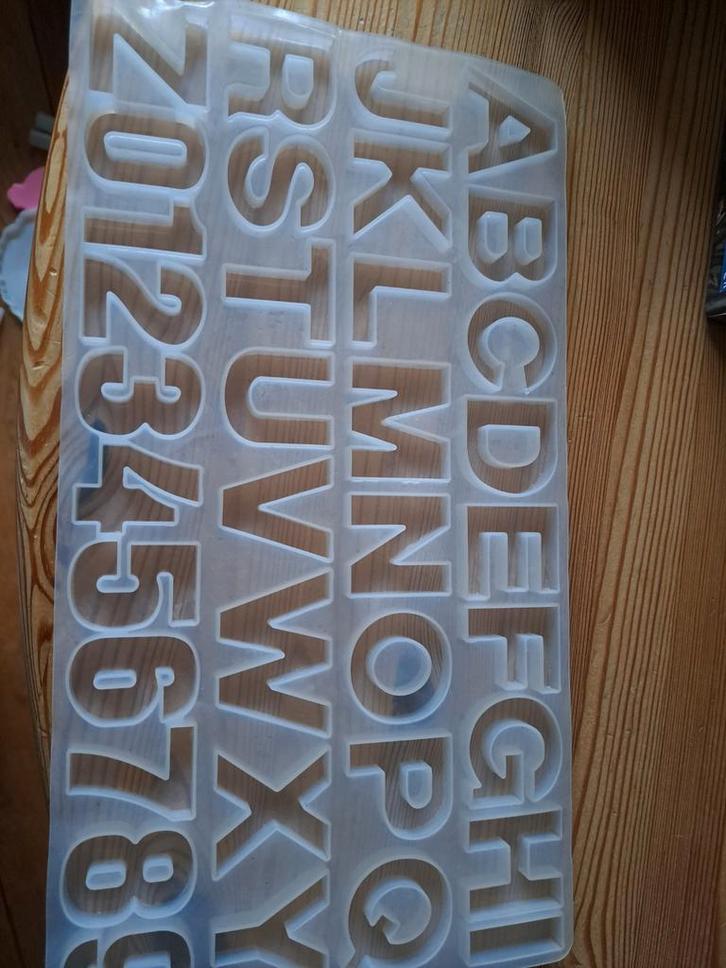 ABCDEFGHI
JKLMNOPQ
RSTUVWXY
Z0123456789